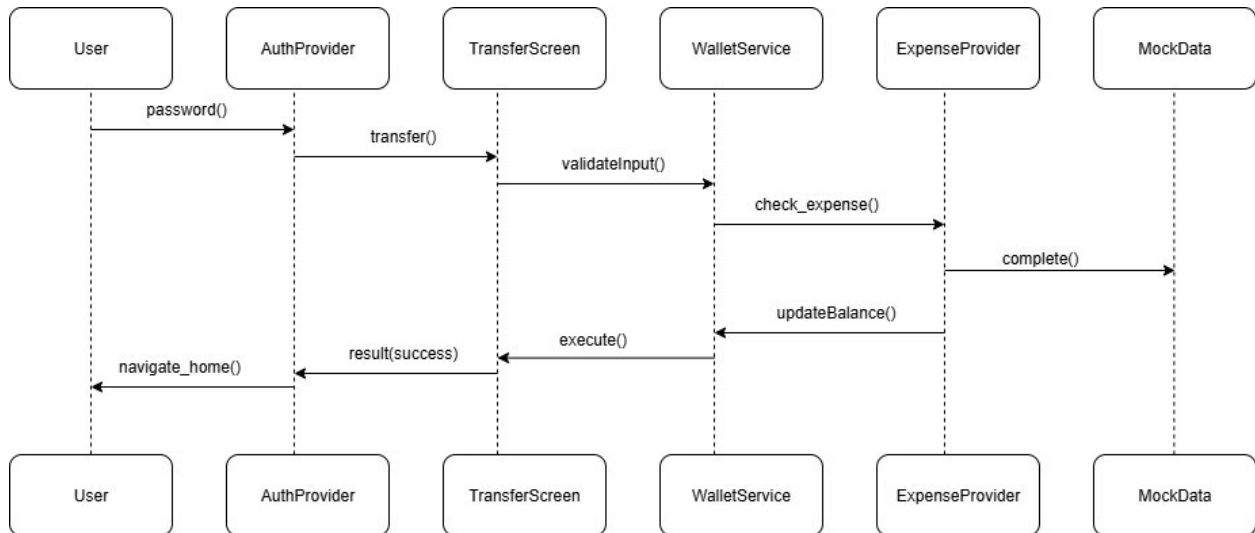 User
AuthProvider
TransferScreen
WalletService
ExpenseProvider
MockData
password()
transfer()
validateInput()
check_expense()
complete()
updateBalance()
execute()
result(success)
navigate_home()
User
AuthProvider
TransferScreen
WalletService
ExpenseProvider
MockData